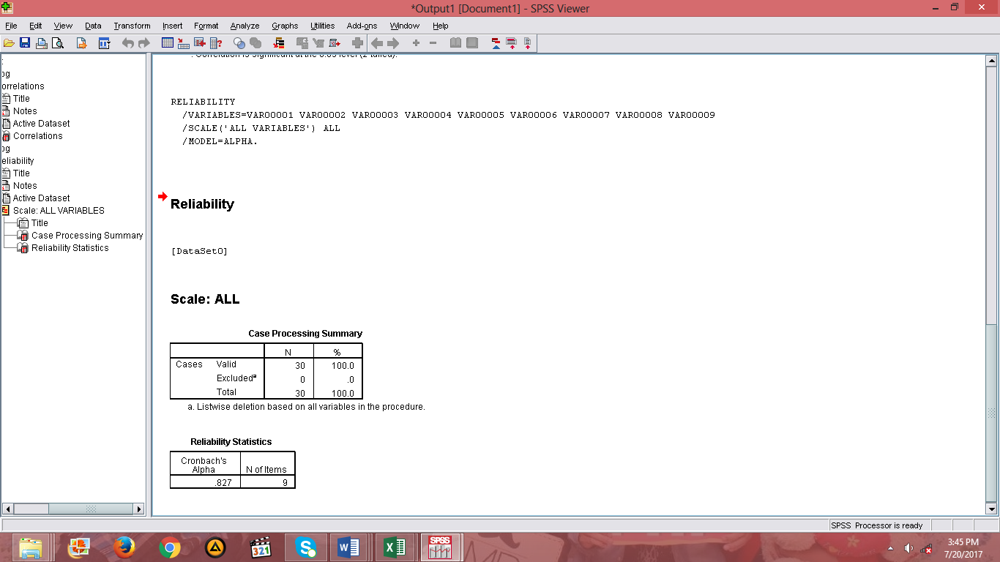 *Output1 [Document1] - SPSS Viewer
File Edit View Data Transform Insert Format Analyze Graphs Utilities Add-ons Window Help
og
orrelations
Title
Notes
Active Dataset
Correlations
og
eliability
Title
Notes
Active Dataset
Scale: ALL VARIABLES
Title
Case Processing Summary
Reliability Statistics
. Correlation is significant at the 0.05 level (2-tailed).
RELIABILITY
/VARIABLES=VAR00001 VAR00002 VAR00003 VAR00004 VAR00005 VAR00006 VAR00007 VAR00008 VAR00009
/SCALE('ALL VARIABLES') ALL
/MODEL=ALPHA.
Reliability
[DataSet0]
Scale: ALL
Case Processing Summary
N %
Cases Valid 30 100.0
Excludedª 0 .0
Total 30 100.0
a. Listwise deletion based on all variables in the procedure.
Reliability Statistics
Cronbach's
Alpha N of Items
.827 9
SPSS Processor is ready
321
SPSS
3:45 PM
7/20/2017